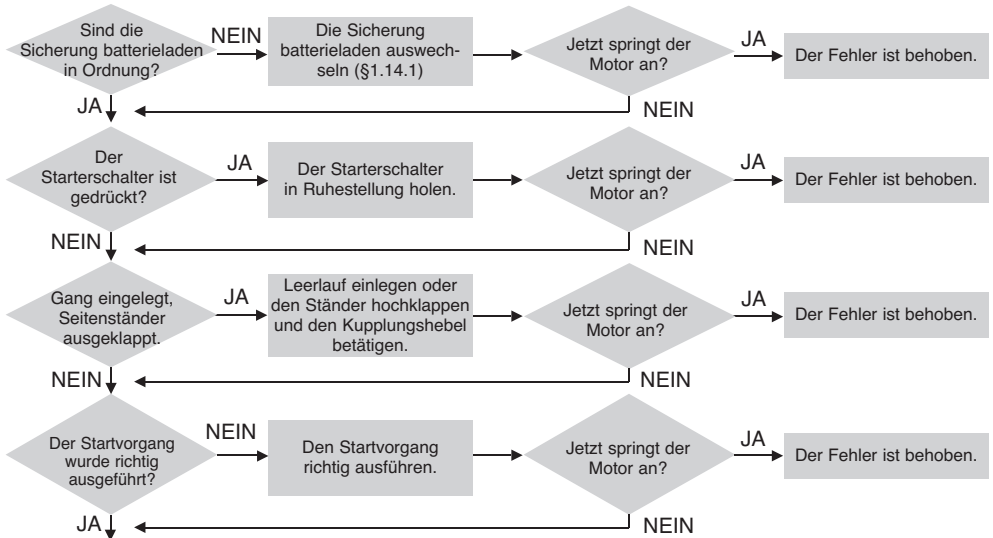 Sind die
Sicherung batterieladen
in Ordnung?
NEIN
Die Sicherung
batterieladen auswech-
seln (§1.14.1)
Jetzt springt der
Motor an?
JA
Der Fehler ist behoben.
JA
NEIN
Der
Starterschalter ist
gedrückt?
JA
Der Starterschalter
in Ruhestellung holen.
Jetzt springt der
Motor an?
JA
Der Fehler ist behoben.
NEIN
NEIN
Gang eingelegt,
Seitenständer
ausgeklappt.
JA
Leerlauf einlegen oder
den Ständer hochklappen
und den Kupplungshebel
betätigen.
Jetzt springt der
Motor an?
JA
Der Fehler ist behoben.
NEIN
NEIN
Der Startvorgang
wurde richtig
ausgeführt?
NEIN
Den Startvorgang
richtig ausführen.
Jetzt springt der
Motor an?
JA
Der Fehler ist behoben.
JA
NEIN